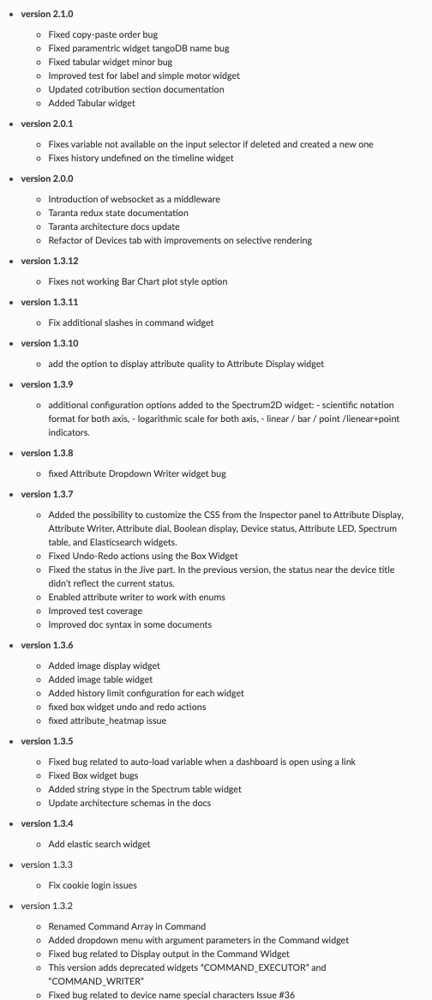 version 2.1.0
Fixed copy-paste order bug
Fixed paramentric widget tangoDB name bug
Fixed tabular widget minor bug
Improved test for label and simple motor widget
Updated cotribution section documentation
Added Tabular widget
version 2.0.1
Fixes variable not available on the input selector if deleted and created a new one
Fixes history undefined on the timeline widget
version 2.0.0
Introduction of websocket as a middleware
Taranta redux state documentation
Taranta architecture docs update
Refactor of Devices tab with improvements on selective rendering
version 1.3.12
Fixes not working Bar Chart plot style option
version 1.3.11
Fix additional slashes in command widget
version 1.3.10
add the option to display attribute quality to Attribute Display widget
version 1.3.9
additional configuration options added to the Spectrum2D widget: - scientific notation
format for both axis, - logarithmic scale for both axis, - linear / bar / point /lienear+point
indicators.
version 1.3.8
fixed Attribute Dropdown Writer widget bug
version 1.3.7
Added the possibility to customize the CSS from the Inspector panel to Attribute Display,
Attribute Writer, Attribute dial, Boolean display, Device status, Attribute LED, Spectrum
table, and Elasticsearch widgets.
Fixed Undo-Redo actions using the Box Widget
Fixed the status in the Jive part. In the previous version, the status near the device title
didn't reflect the current status.
Enabled attribute writer to work with enums
Improved test coverage
Improved doc syntax in some documents
version 1.3.6
Added image display widget
Added image table widget
Added history limit configuration for each widget
fixed box widget undo and redo actions
fixed attribute_heatmap issue
version 1.3.5
Fixed bug related to auto-load variable when a dashboard is open using a link
Fixed Box widget bugs
Added string stype in the Spectrum table widget
Update architecture schemas in the docs
version 1.3.4
Add elastic search widget
version 1.3.3
Fix cookie login issues
version 1.3.2
Renamed Command Array in Command
Added dropdown menu with argument parameters in the Command widget
Fixed bug related to Display output in the Command Widget
This version adds deprecated widgets “COMMAND_EXECUTOR” and
“COMMAND_WRITER”
Fixed bug related to device name special characters Issue #36